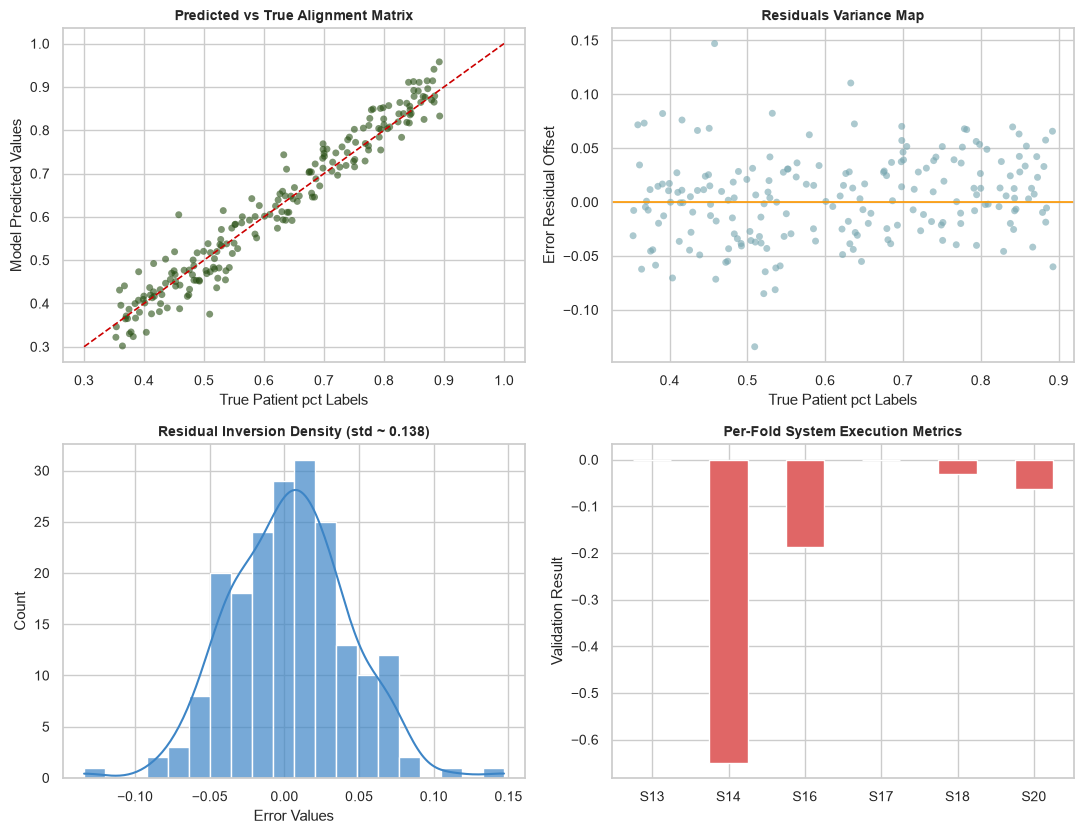 Predicted vs True Alignment Matrix
Model Predicted Values
1.0
0.9
0.8
0.7
0.6
0.5
0.4
0.3
0.3 0.4 0.5 0.6 0.7 0.8 0.9 1.0
True Patient pct Labels
Residuals Variance Map
Error Residual Offset
0.15
0.10
0.05
0.00
−0.05
−0.10
0.4 0.5 0.6 0.7 0.8 0.9
True Patient pct Labels
Residual Inversion Density (std ~ 0.138)
Count
30
25
20
15
10
5
0
−0.10 −0.05 0.00 0.05 0.10 0.15
Error Values
Per-Fold System Execution Metrics
Validation Result
0.0
−0.1
−0.2
−0.3
−0.4
−0.5
−0.6
S13 S14 S16 S17 S18 S20